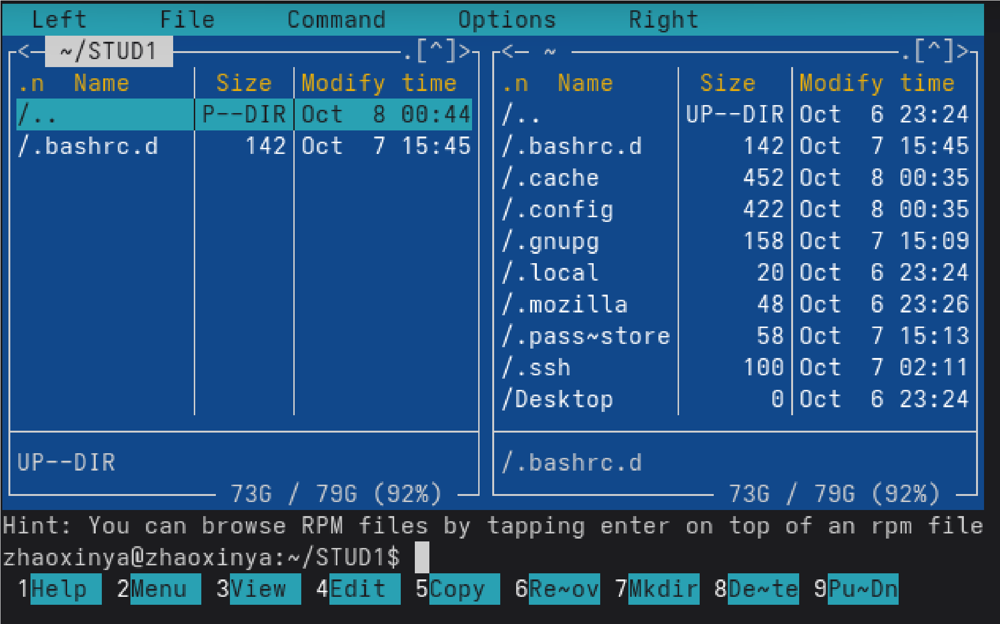 Left File Command Options Right
<- ~/STUD1 .[^]> <- ~ .[^]>
.n Name Size Modify time .n Name Size Modify time
/.. P--DIR Oct 8 00:44 /.. UP--DIR Oct 6 23:24
/.bashrc.d 142 Oct 7 15:45 /.bashrc.d 142 Oct 7 15:45
/.cache 452 Oct 8 00:35
/.config 422 Oct 8 00:35
/.gnupg 158 Oct 7 15:09
/.local 20 Oct 6 23:24
/.mozilla 48 Oct 6 23:26
/.pass~store 58 Oct 7 15:13
/.ssh 100 Oct 7 02:11
/Desktop 0 Oct 6 23:24
UP--DIR /.bashrc.d
73G / 79G (92%) 73G / 79G (92%)
Hint: You can browse RPM files by tapping enter on top of an rpm file
zhaoxinya@zhaoxinya:~/STUD1$
1Help 2Menu 3View 4Edit 5Copy 6Re~ov 7Mkdir 8De~te 9Pu~Dn